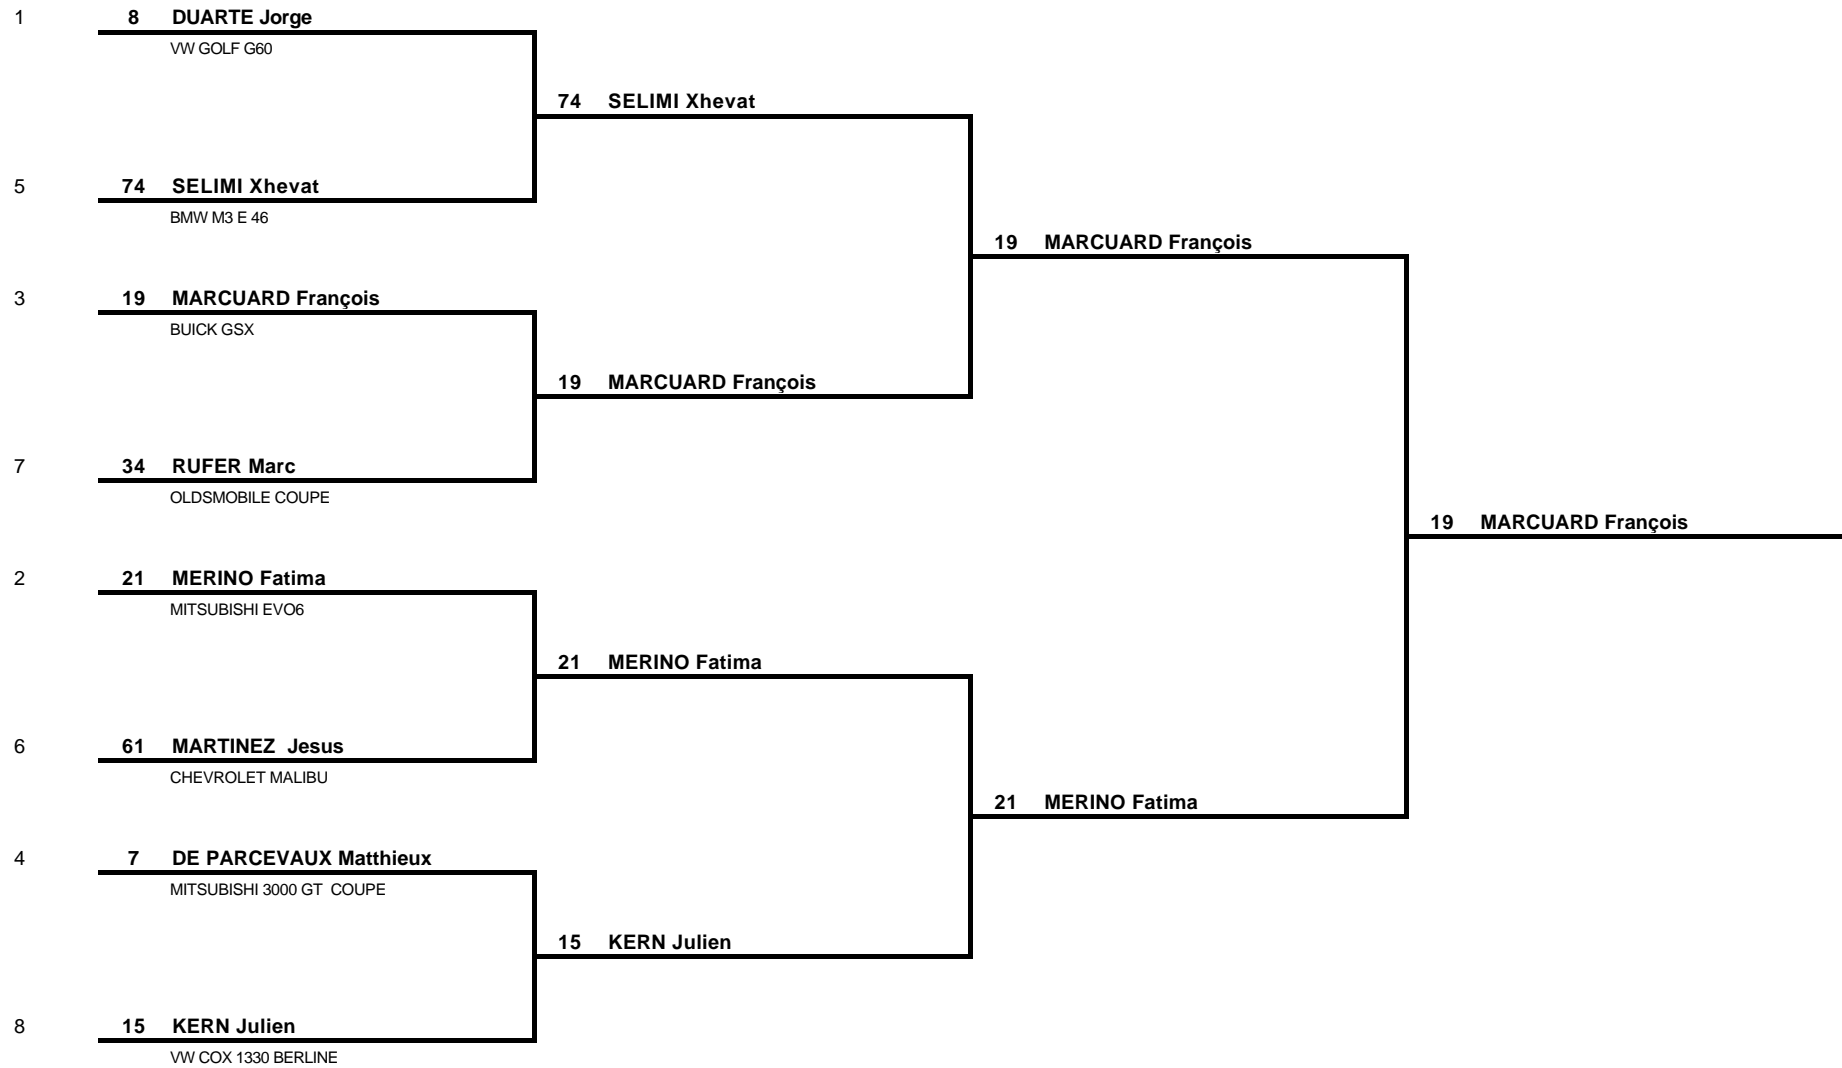 1 8 DUARTE Jorge
VW GOLF G60
74 SELIMI Xhevat
5 74 SELIMI Xhevat
BMW M3 E 46
19 MARCUARD François
3 19 MARCUARD François
BUICK GSX
19 MARCUARD François
7 34 RUFER Marc
OLDSMOBILE COUPE
19 MARCUARD François
2 21 MERINO Fatima
MITSUBISHI EVO6
21 MERINO Fatima
6 61 MARTINEZ  Jesus
CHEVROLET MALIBU
21 MERINO Fatima
4 7 DE PARCEVAUX Matthieux
MITSUBISHI 3000 GT  COUPE
15 KERN Julien
8 15 KERN Julien
VW COX 1330 BERLINE